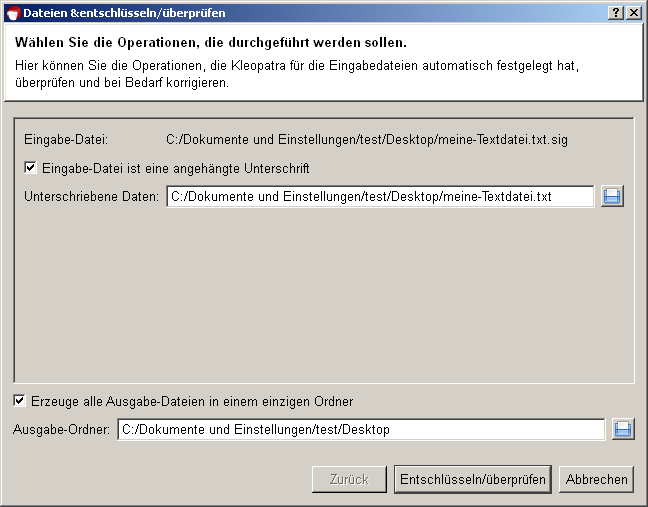 Dateien &entschlüsseln/überprüfen
Wählen Sie die Operationen, die durchgeführt werden sollen.
Hier können Sie die Operationen, die Kleopatra für die Eingabedateien automatisch festgelegt hat,
überprüfen und bei Bedarf korrigieren.
Eingabe-Datei: C:/Dokumente und Einstellungen/test/Desktop/meine-Textdatei.txt.sig
Eingabe-Datei ist eine angehängte Unterschrift
Unterschriebene Daten: C:/Dokumente und Einstellungen/test/Desktop/meine-Textdatei.txt
Erzeuge alle Ausgabe-Dateien in einem einzigen Ordner
Ausgabe-Ordner: C:/Dokumente und Einstellungen/test/Desktop
Zurück Entschlüsseln/überprüfen Abbrechen